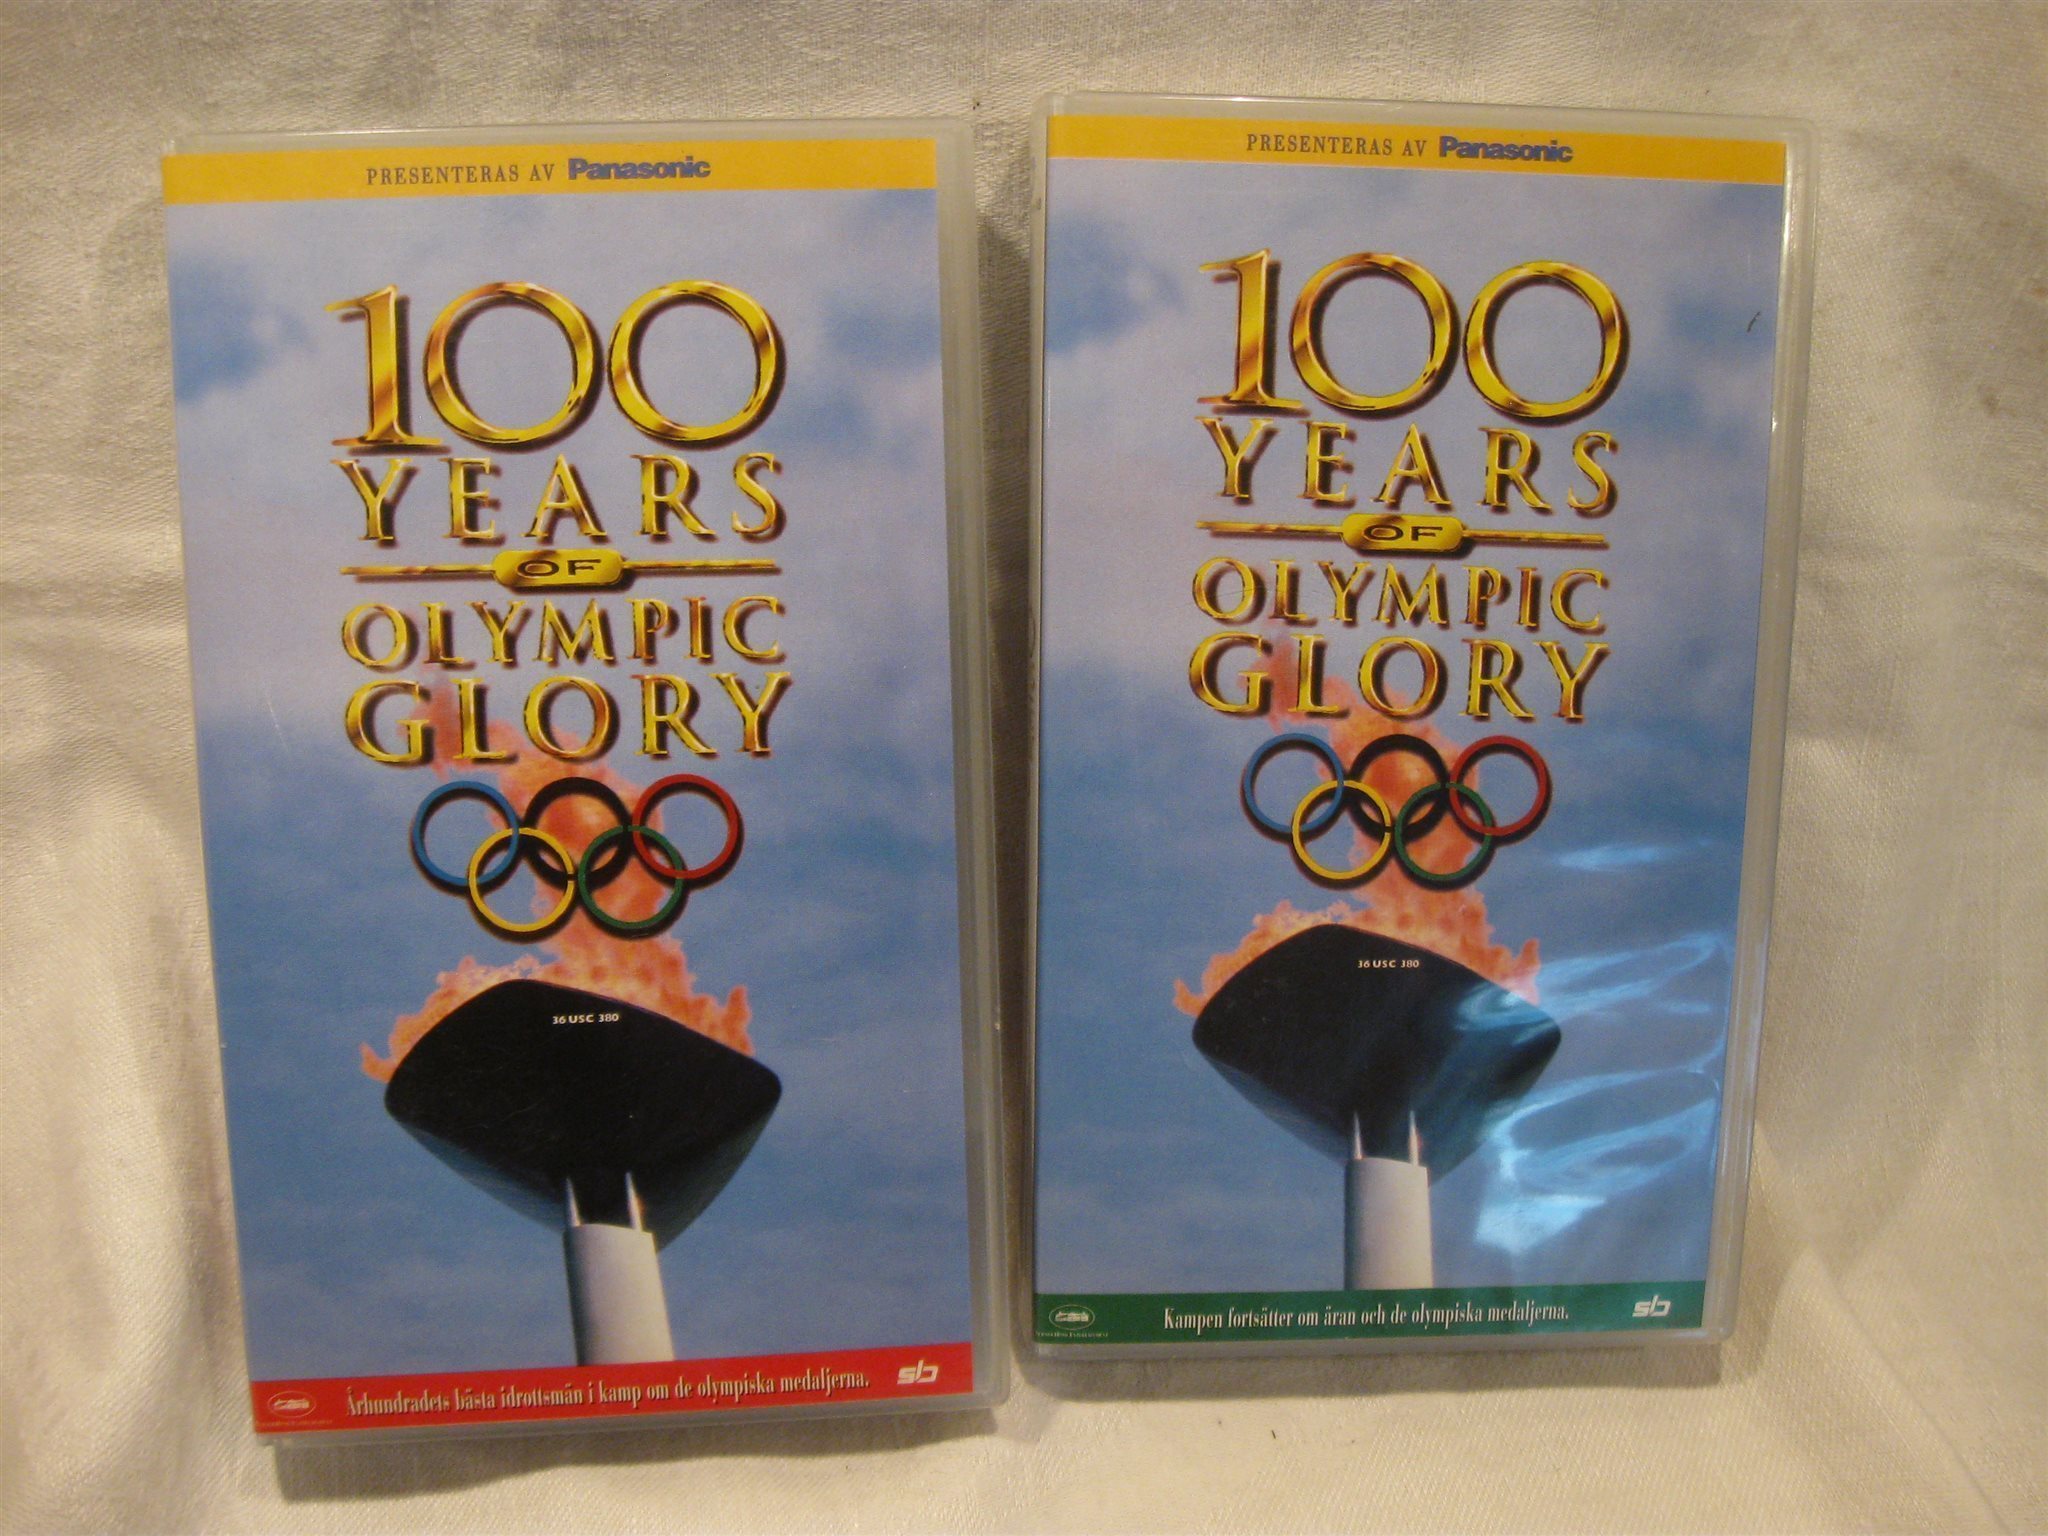 PRESENTERAS AV Panasonic
100
YEARS
OF
OLYMPIC
GLORY
36 USC 380
Århundradets bästa idrottsmän i kamp om de olympiska medaljerna.
sb
PRESENTERAS AV Panasonic
100
YEARS
OF
OLYMPIC
GLORY
36 USC 380
Kampen fortsätter om äran och de olympiska medaljerna.
sb